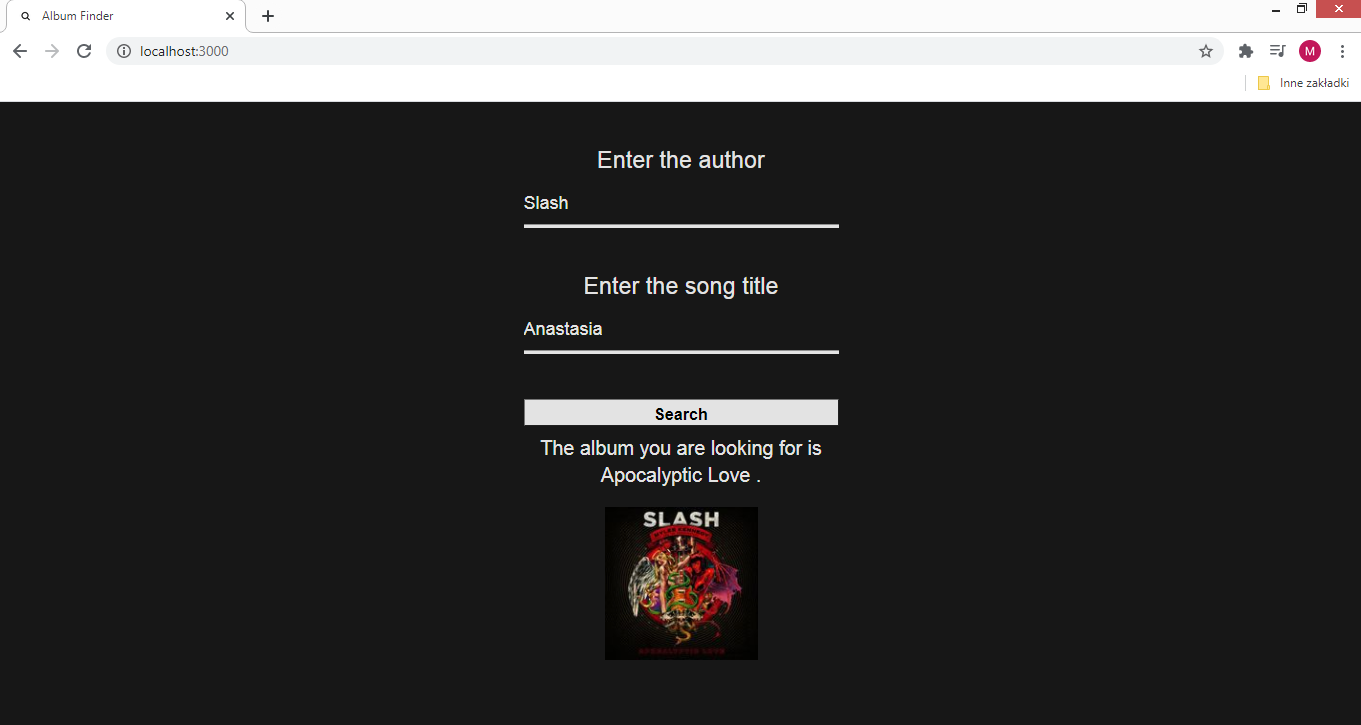 Album Finder
localhost:3000
M
Inne zakładki
Enter the author
Slash
Enter the song title
Anastasia
Search
The album you are looking for is
Apocalyptic Love .
SLASH
APOCALYPTIC LOVE